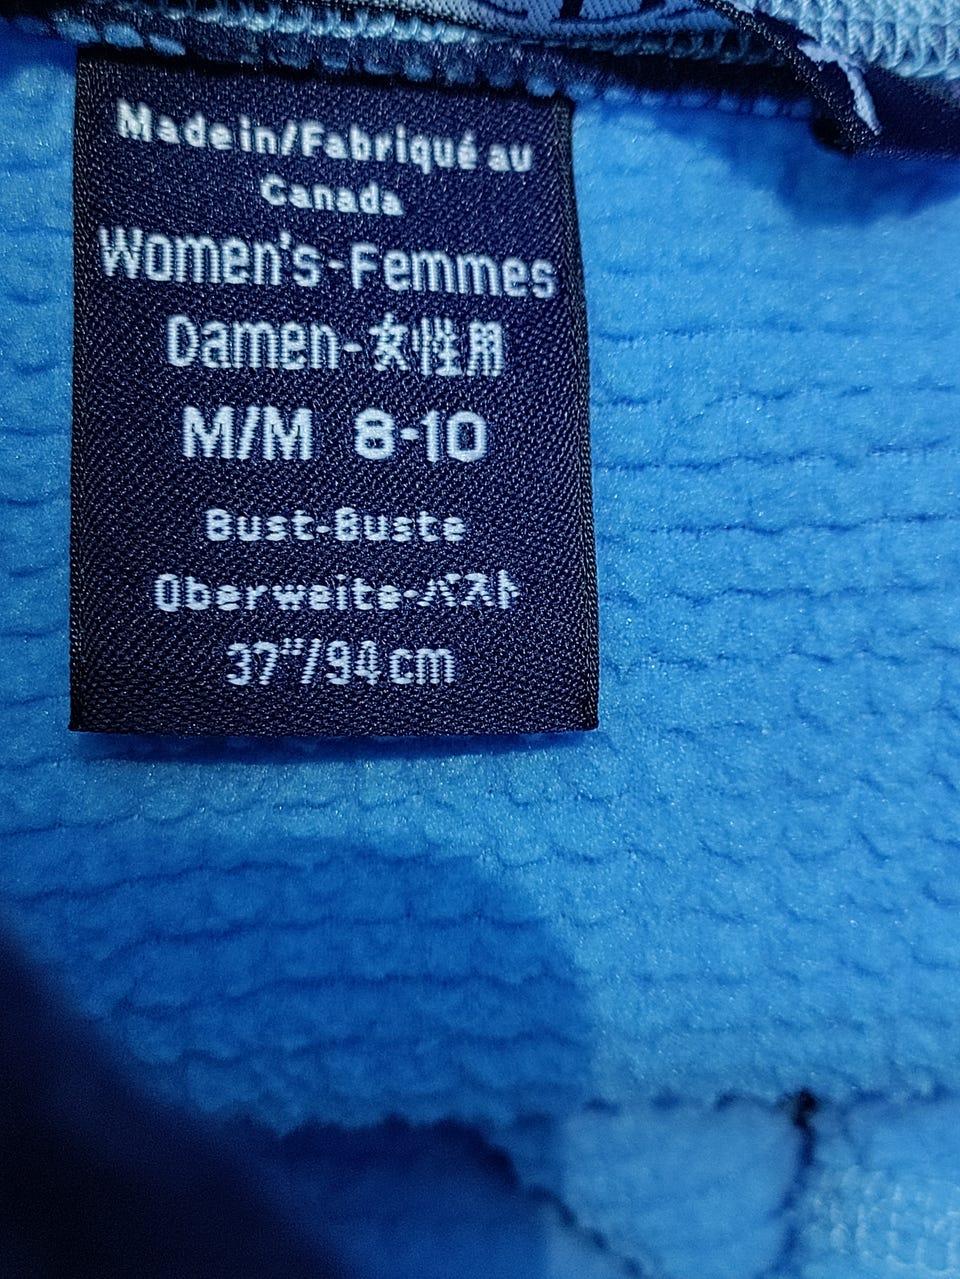 Made in/Fabriqué au
Canada
Women's-Femmes
Damen-女性用
M/M 8-10
Bust-Buste
Oberweite-バスト
37"/94cm